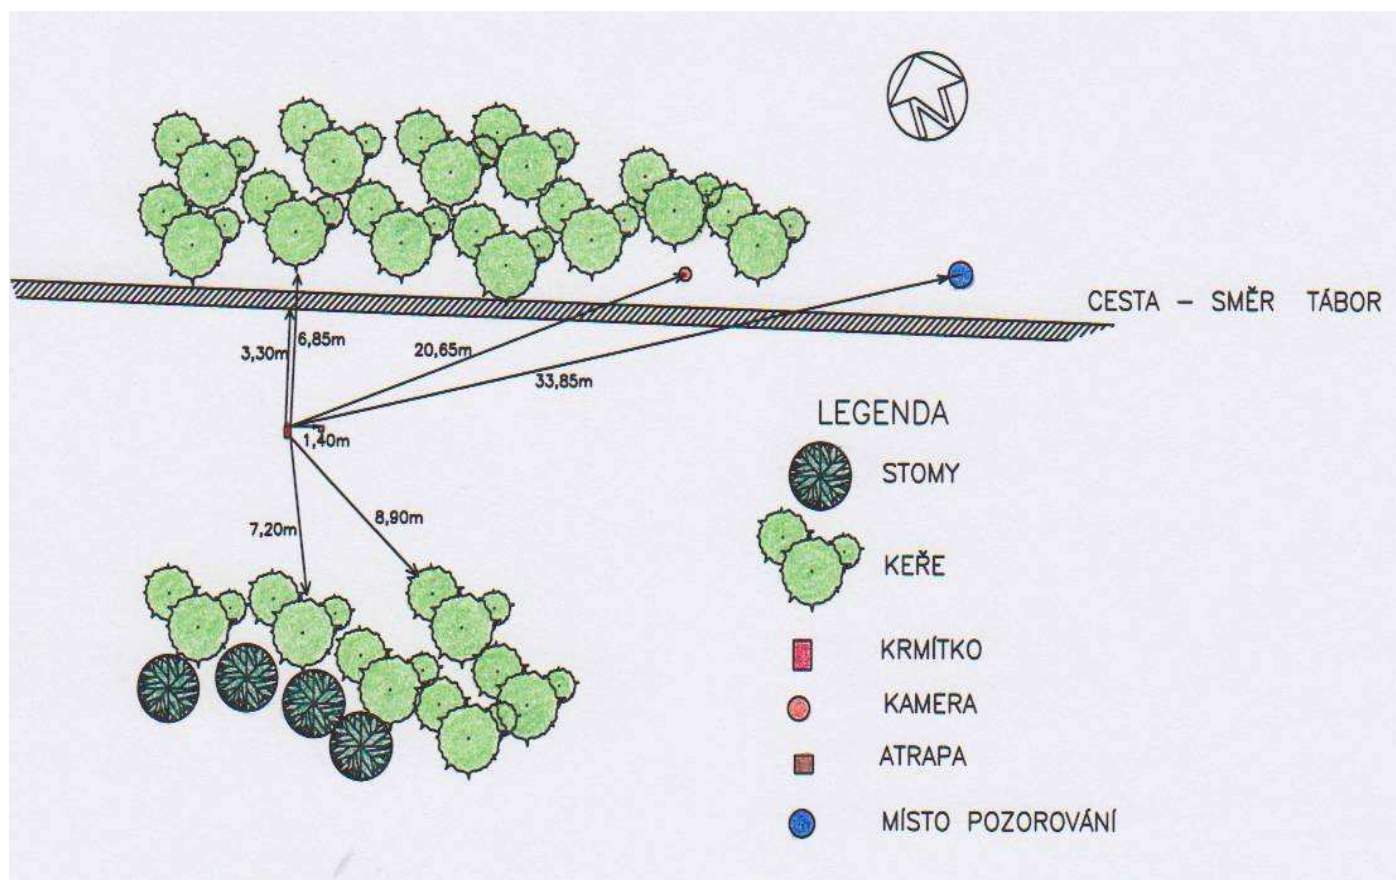 N
CESTA – SMĚR TÁBOR
6,85m
3,30m
20,65m
33,85m
1,40m
7,20m
8,90m
LEGENDA
STOMY
KEŘE
KRMÍTKO
KAMERA
ATRAPA
MÍSTO POZOROVÁNÍ